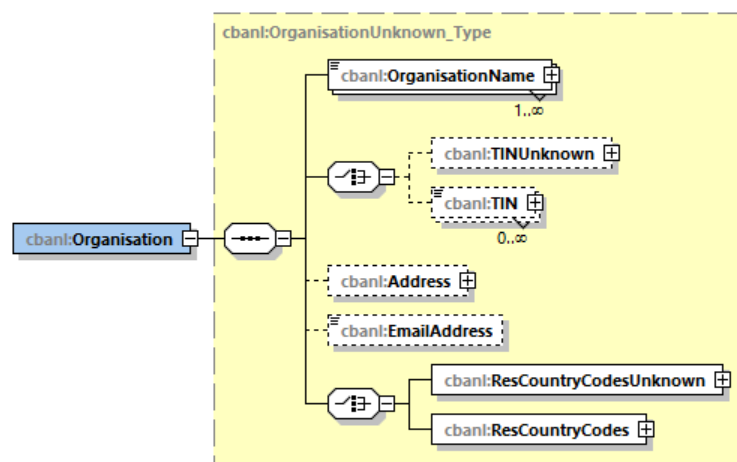 cbanl:OrganisationUnknown_Type
cbanl:OrganisationName
1..∞
cbanl:TINUnknown
cbanl:TIN
0..∞
cbanl:Organisation
cbanl:Address
cbanl:EmailAddress
cbanl:ResCountryCodesUnknown
cbanl:ResCountryCodes